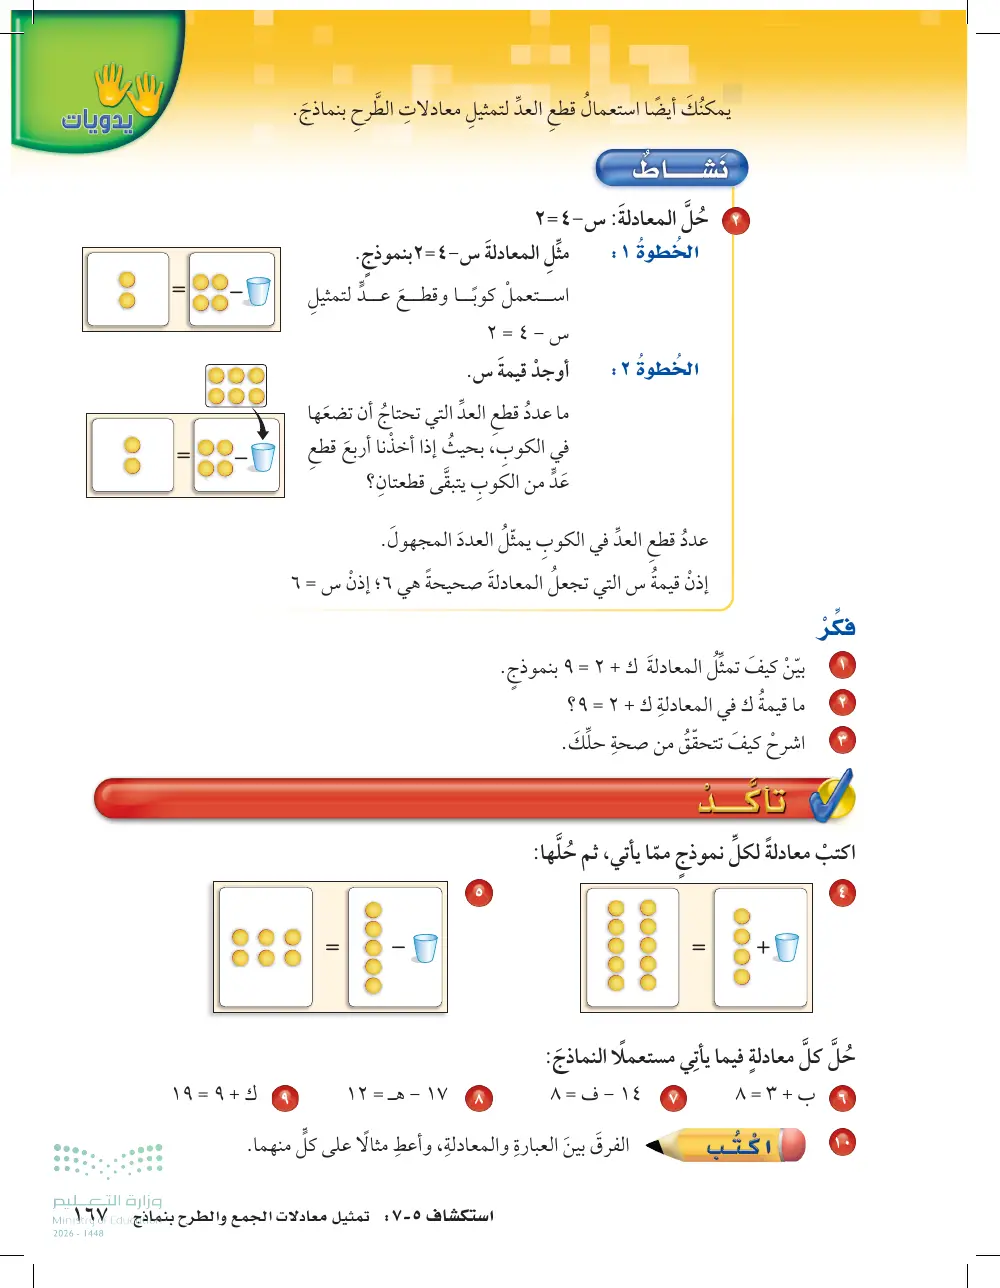 يدويات
يمكنُكَ أيضًا استعمالُ قطعِ العدِّ لتمثيلِ معادلاتِ الطَّرحِ بنماذجَ.
نَشــــاطٌ
٢ حُلَّ المعادلةَ: س - ٤ = ٢
الخُطوةُ ١ : مثِّلِ المعادلةَ س - ٤ = ٢ بنموذجٍ.
استعملْ كوبًا وقطعَ عدٍّ لتمثيلِ
س - ٤ = ٢
= -
الخُطوةُ ٢ : أوجدْ قيمةَ س.
ما عددُ قطعِ العدِّ التي تحتاجُ أن تضعَها
في الكوبِ، بحيثُ إذا أخذْنا أربعَ قطعِ
عَدٍّ من الكوبِ يتبقَّى قطعتانِ؟
= -
عددُ قطعِ العدِّ في الكوبِ يمثّلُ العددَ المجهولَ.
إذنْ قيمةُ س التي تجعلُ المعادلةَ صحيحةً هي ٦؛ إذنْ س = ٦
فكِّرْ
١ بيّنْ كيفَ تمثِّلُ المعادلةَ ك + ٢ = ٩ بنموذجٍ.
٢ ما قيمةُ ك في المعادلةِ ك + ٢ = ٩؟
٣ اشرحْ كيفَ تتحقّقُ من صحةِ حلِّكَ.
تأكَّــدْ
اكتبْ معادلةً لكلِّ نموذجٍ ممّا يأتي، ثم حُلَّها:
٤ + =
٥ - =
حُلَّ كلَّ معادلةٍ فيما يأتِي مستعملًا النماذجَ:
٦ ب + ٣ = ٨ ٧ ١٤ - ف = ٨ ٨ ١٧ - هـ = ١٢ ٩ ك + ٩ = ١٩
١٠ اكْتُبْ الفرقَ بينَ العبارةِ والمعادلةِ، وأعطِ مثالًا على كلٍّ منهما.
وزارة التعليم
Ministry of Education
2026 - 1448
استكشاف ٥-٧: تمثيل معادلات الجمع والطرح بنماذج ١٦٧